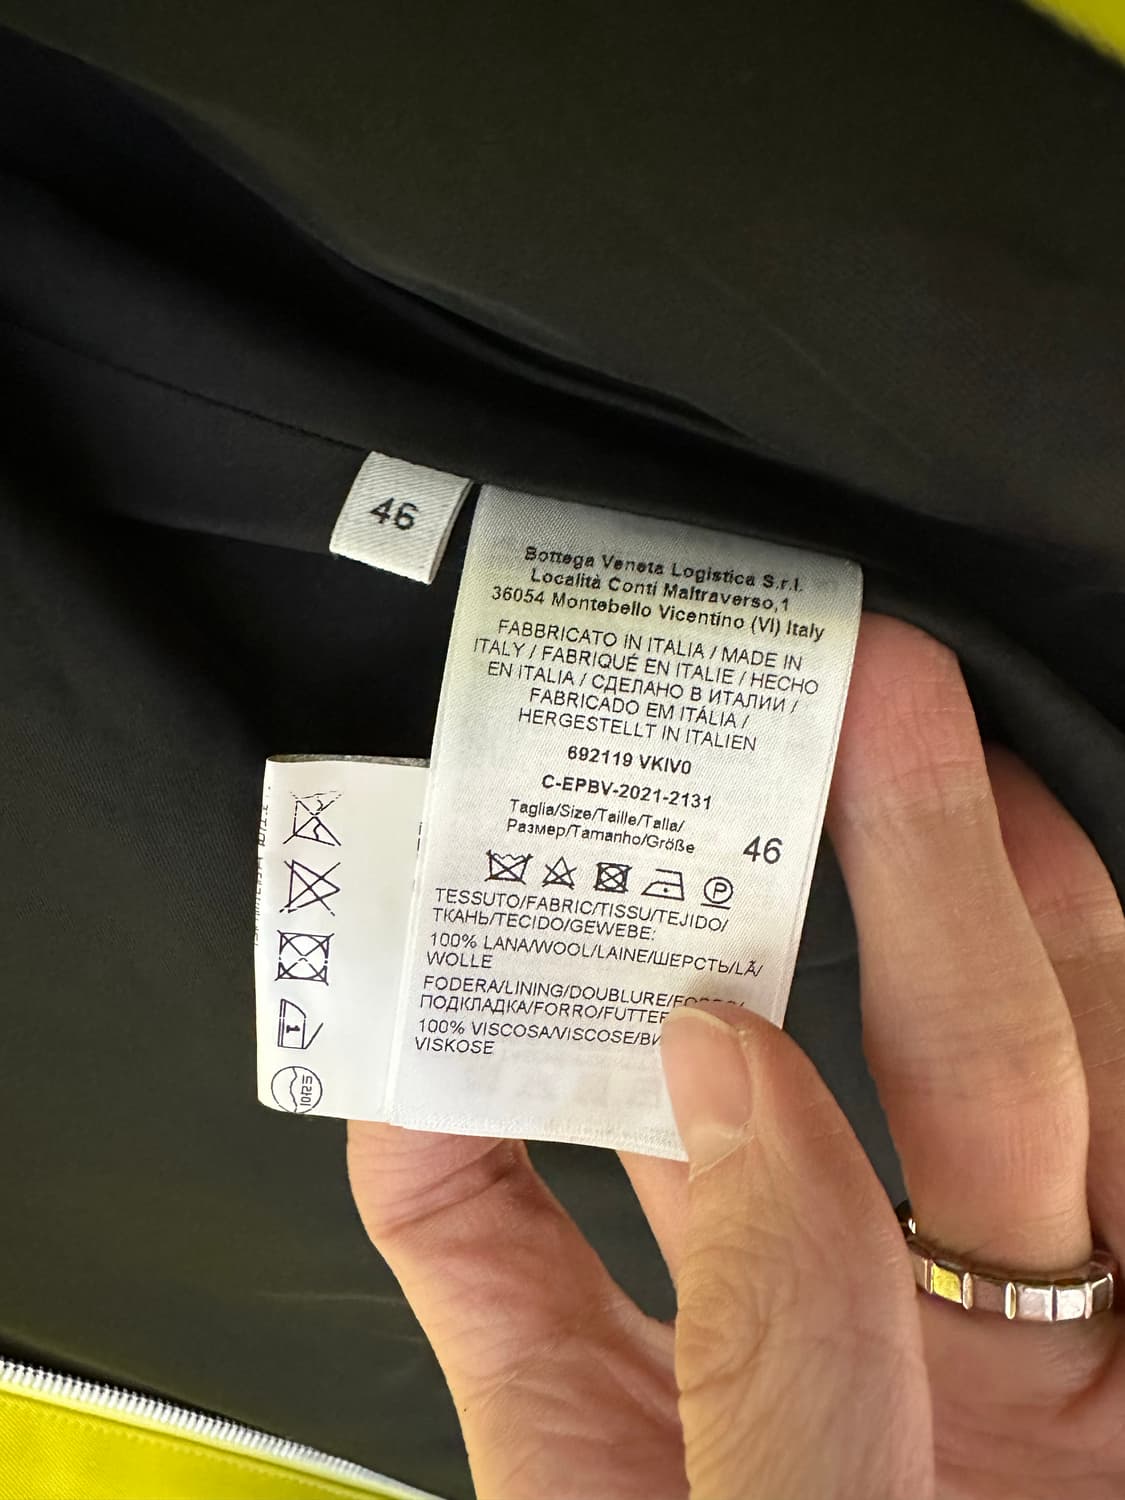 46
Bottega Veneta Logistica S.r.l.
Località Conti Maltraverso,1
36054 Montebello Vicentino (VI) Italy
FABBRICATO IN ITALIA / MADE IN
ITALY / FABRIQUÉ EN ITALIE / HECHO
EN ITALIA / СДЕЛАНО В ИТАЛИИ /
FABRICADO EM ITÁLIA /
HERGESTELLT IN ITALIEN
692119 VKIV0
C-EPBV-2021-2131
Taglia/Size/Taille/Talla/
Размер/Tamanho/Größe
46
P
TESSUTO/FABRIC/TISSU/TEJIDO/
ТКАНЬ/TECIDO/GEWEBE:
100% LANA/WOOL/LAINE/ШЕРСТЬ/LÃ/
WOLLE
FODERA/LINING/DOUBLURE/
ПОДКЛАДКА/FORRO/FUTTER
100% VISCOSA/VISCOSE/
VISKOSE